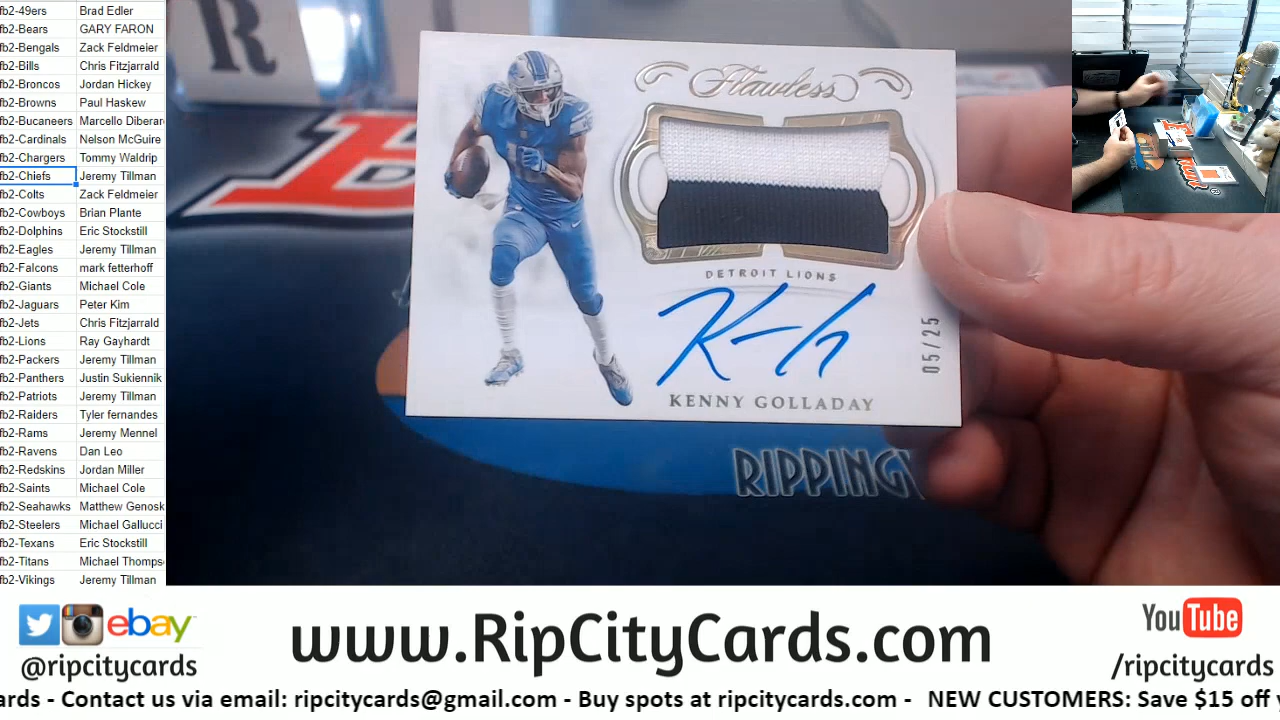 fb2-49ers Brad Edler
fb2-Bears GARY FARON
fb2-Bengals Zack Feldmeier
fb2-Bills Chris Fitzjarrald
fb2-Broncos Jordan Hickey
fb2-Browns Paul Haskew
fb2-Bucaneers Marcello Diberar
fb2-Cardinals Nelson McGuire
fb2-Chargers Tommy Waldrip
fb2-Chiefs Jeremy Tillman
fb2-Colts Zack Feldmeier
fb2-Cowboys Brian Plante
fb2-Dolphins Eric Stockstill
fb2-Eagles Jeremy Tillman
fb2-Falcons mark fetterhoff
fb2-Giants Michael Cole
fb2-Jaguars Peter Kim
fb2-Jets Chris Fitzjarrald
fb2-Lions Ray Gayhardt
fb2-Packers Jeremy Tillman
fb2-Panthers Justin Sukiennik
fb2-Patriots Jeremy Tillman
fb2-Raiders Tyler fernandes
fb2-Rams Jeremy Mennel
fb2-Ravens Dan Leo
fb2-Redskins Jordan Miller
fb2-Saints Michael Cole
fb2-Seahawks Matthew Genosk
fb2-Steelers Michael Gallucci
fb2-Texans Eric Stockstill
fb2-Titans Michael Thomps
fb2-Vikings Jeremy Tillman
R
Flawless
DETROIT LIONS
05/25
KENNY GOLLADAY
RIPPING
ebay
@ripcitycards
www.RipCityCards.com
YouTube
/ripcitycards
ards - Contact us via email: ripcitycards@gmail.com - Buy spots at ripcitycards.com - NEW CUSTOMERS: Save $15 off y